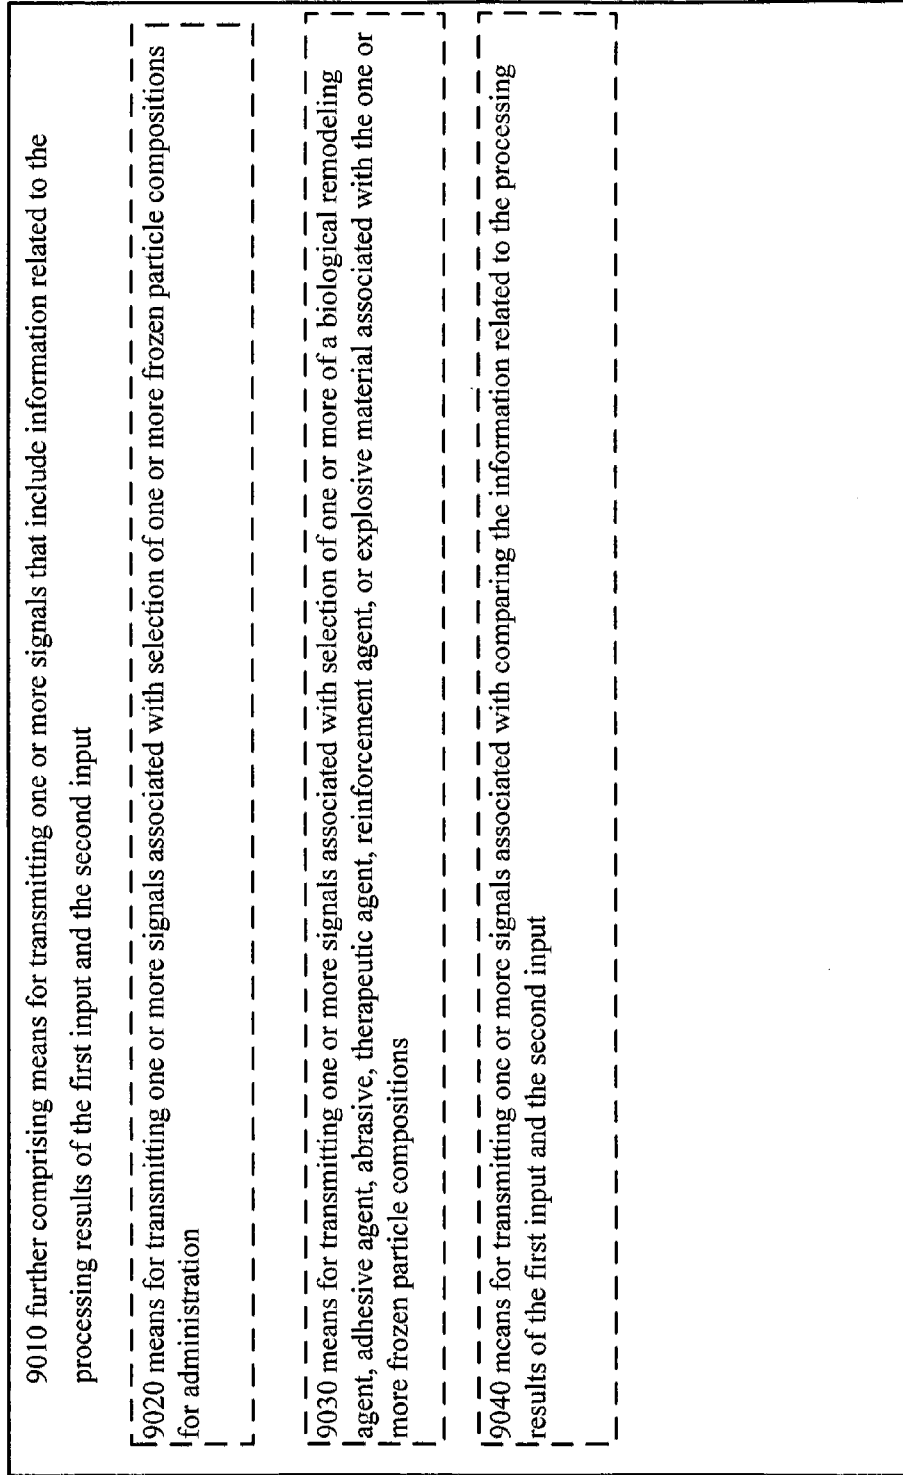 9010 further comprising means for transmitting one or more signals that include information related to the
processing results of the first input and the second input
9020 means for transmitting one or more signals associated with selection of one or more frozen particle compositions
for administration
9030 means for transmitting one or more signals associated with selection of one or more of a biological remodeling
agent, adhesive agent, abrasive, therapeutic agent, reinforcement agent, or explosive material associated with the one or
more frozen particle compositions
9040 means for transmitting one or more signals associated with comparing the information related to the processing
results of the first input and the second input